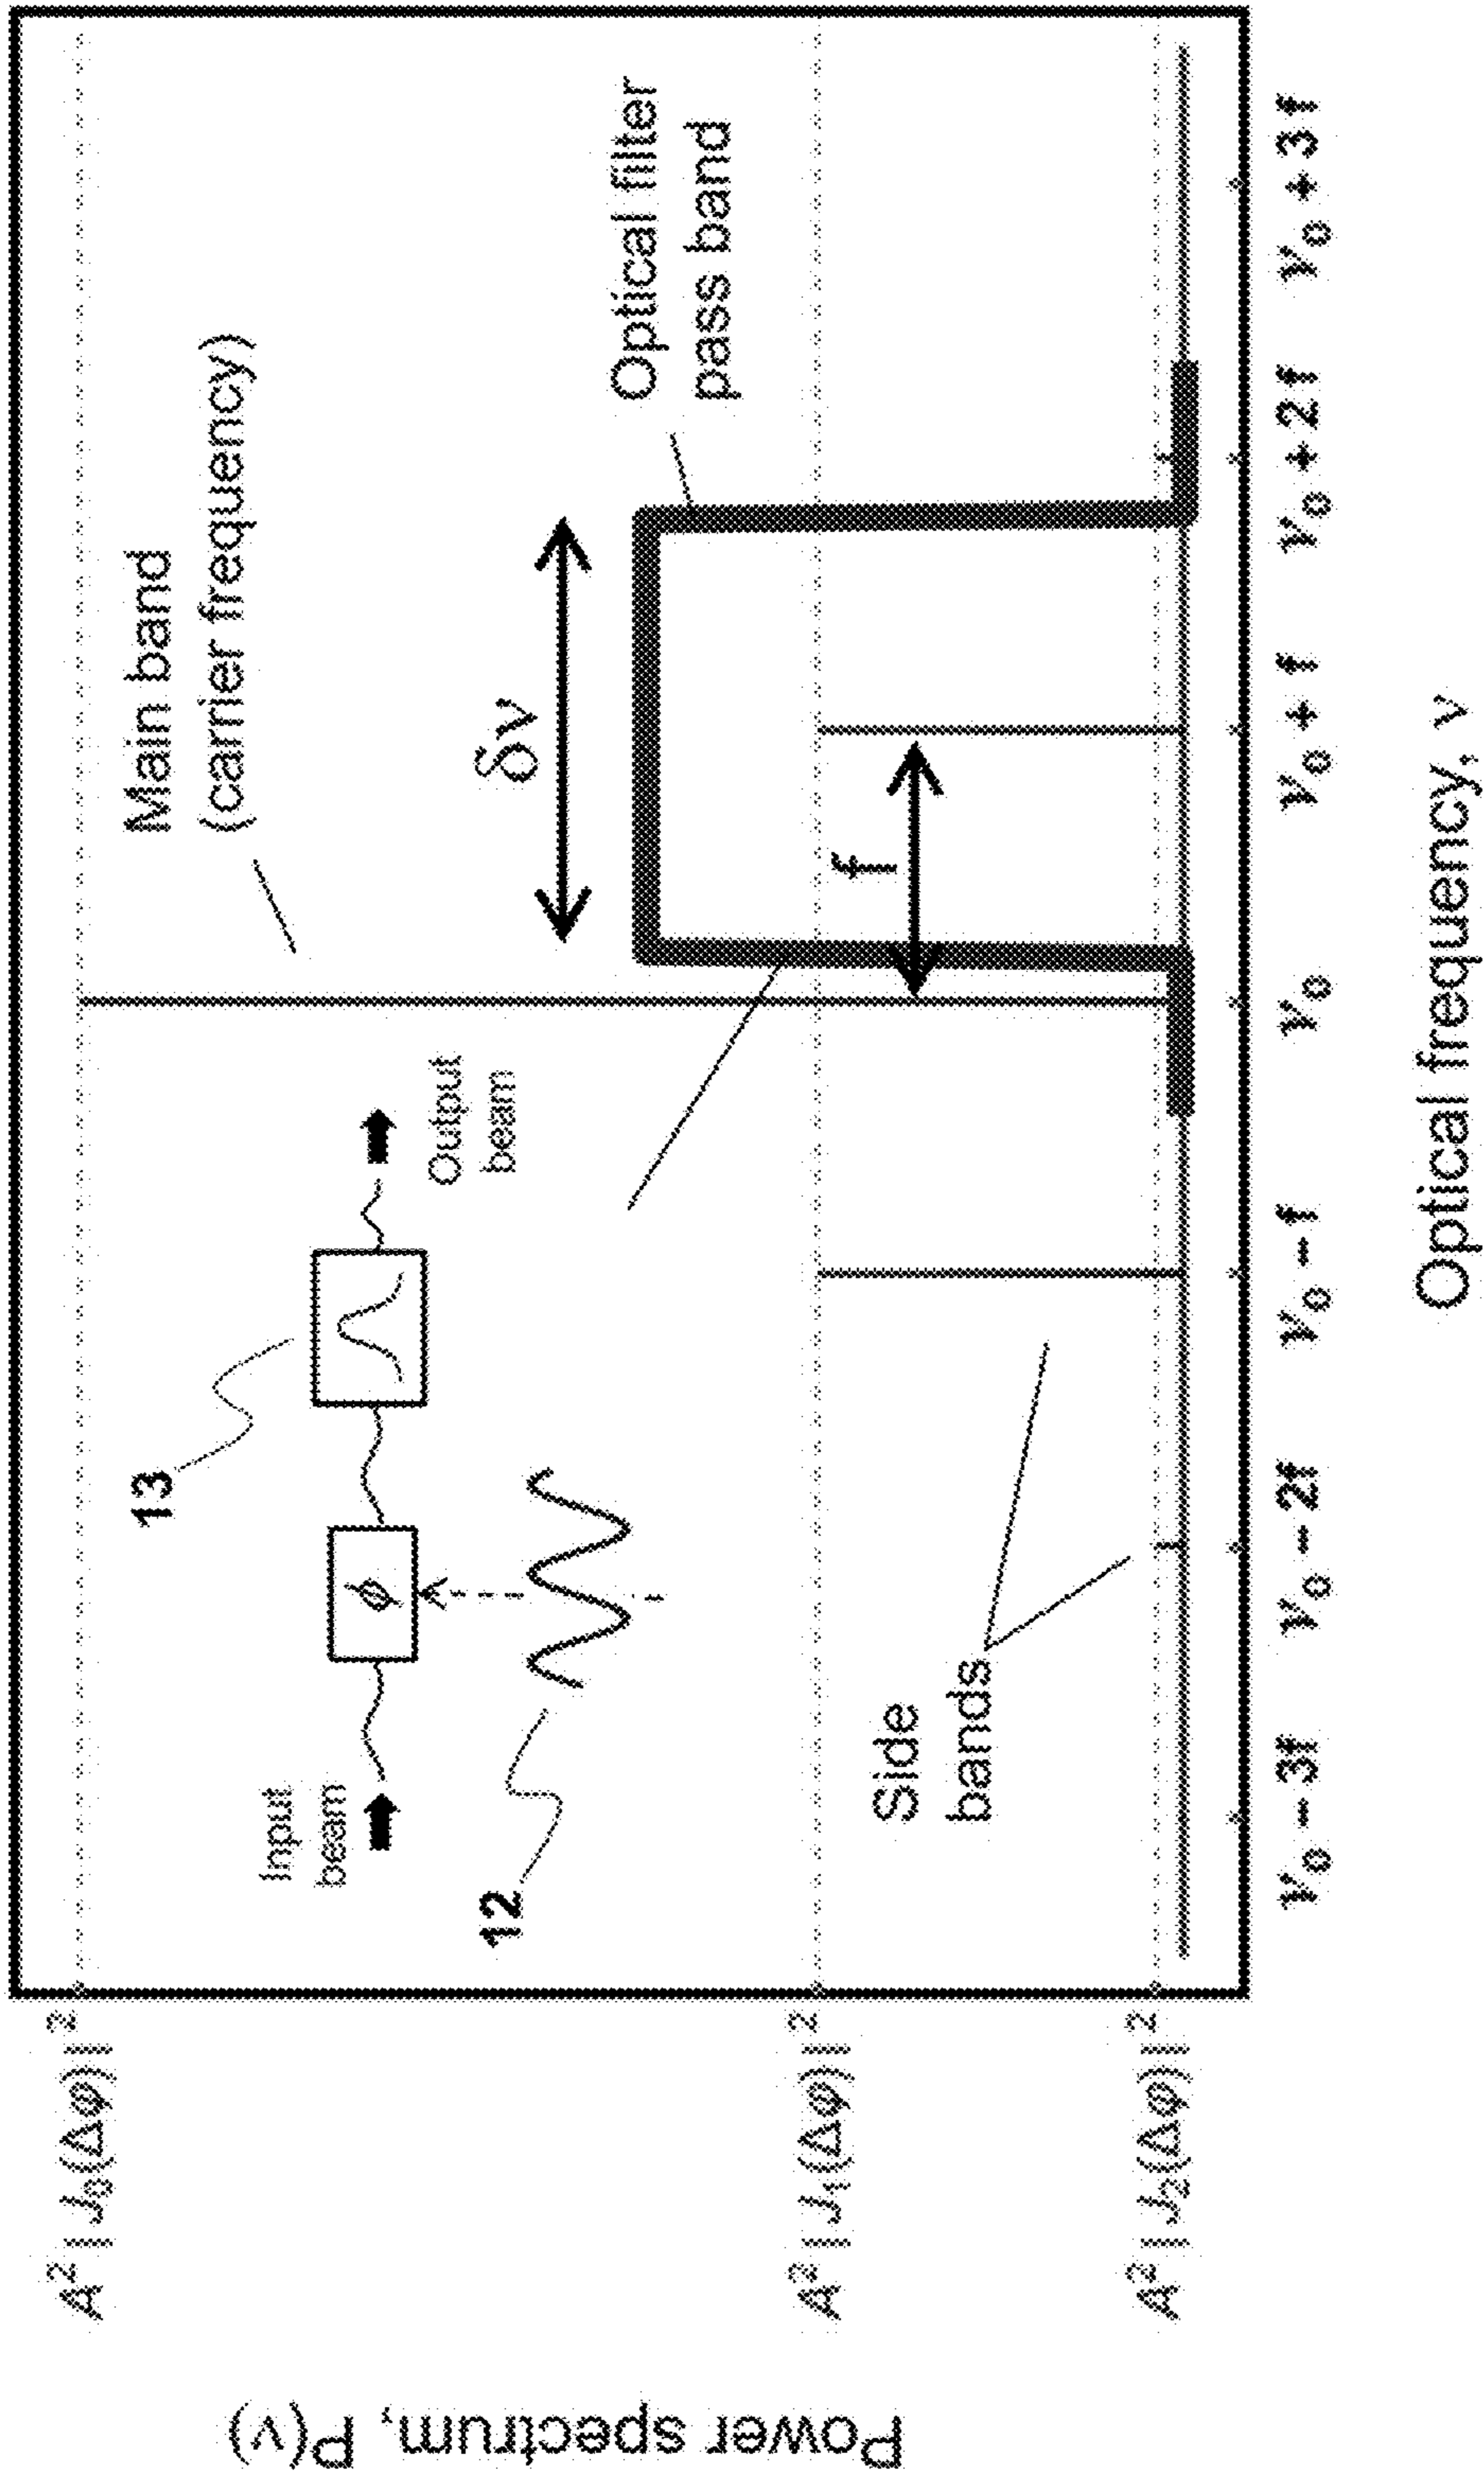 Power spectrum, P(ν)
A² | J₀(Δφ) |²
A² | J₁(Δφ) |²
A² | J₂(Δφ) |²
Main band
(carrier frequency)
13
Input
beam
ϕ
Output
beam
12
δν
Optical filter
pass band
f
Side
bands
ν₀ − 3f
ν₀ − 2f
ν₀ − f
ν₀
ν₀ + f
ν₀ + 2f
ν₀ + 3f
Optical frequency, ν